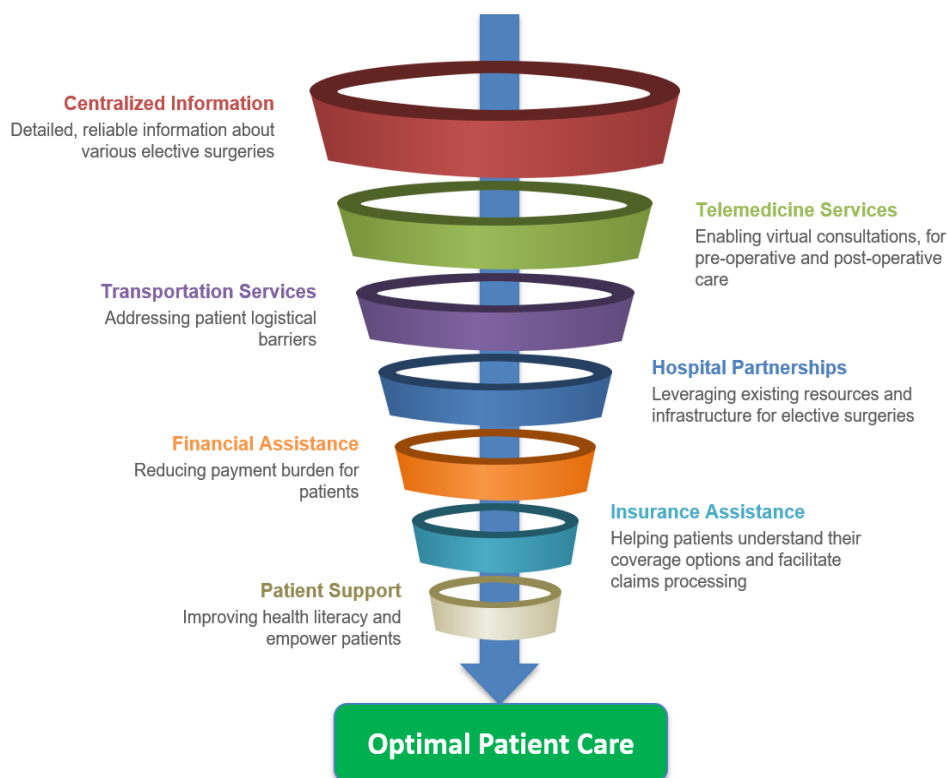 Centralized Information
Detailed, reliable information about
various elective surgeries
Telemedicine Services
Enabling virtual consultations, for
pre-operative and post-operative
care
Transportation Services
Addressing patient logistical
barriers
Hospital Partnerships
Leveraging existing resources and
infrastructure for elective surgeries
Financial Assistance
Reducing payment burden for
patients
Insurance Assistance
Helping patients understand their
coverage options and facilitate
claims processing
Patient Support
Improving health literacy and
empower patients
Optimal Patient Care